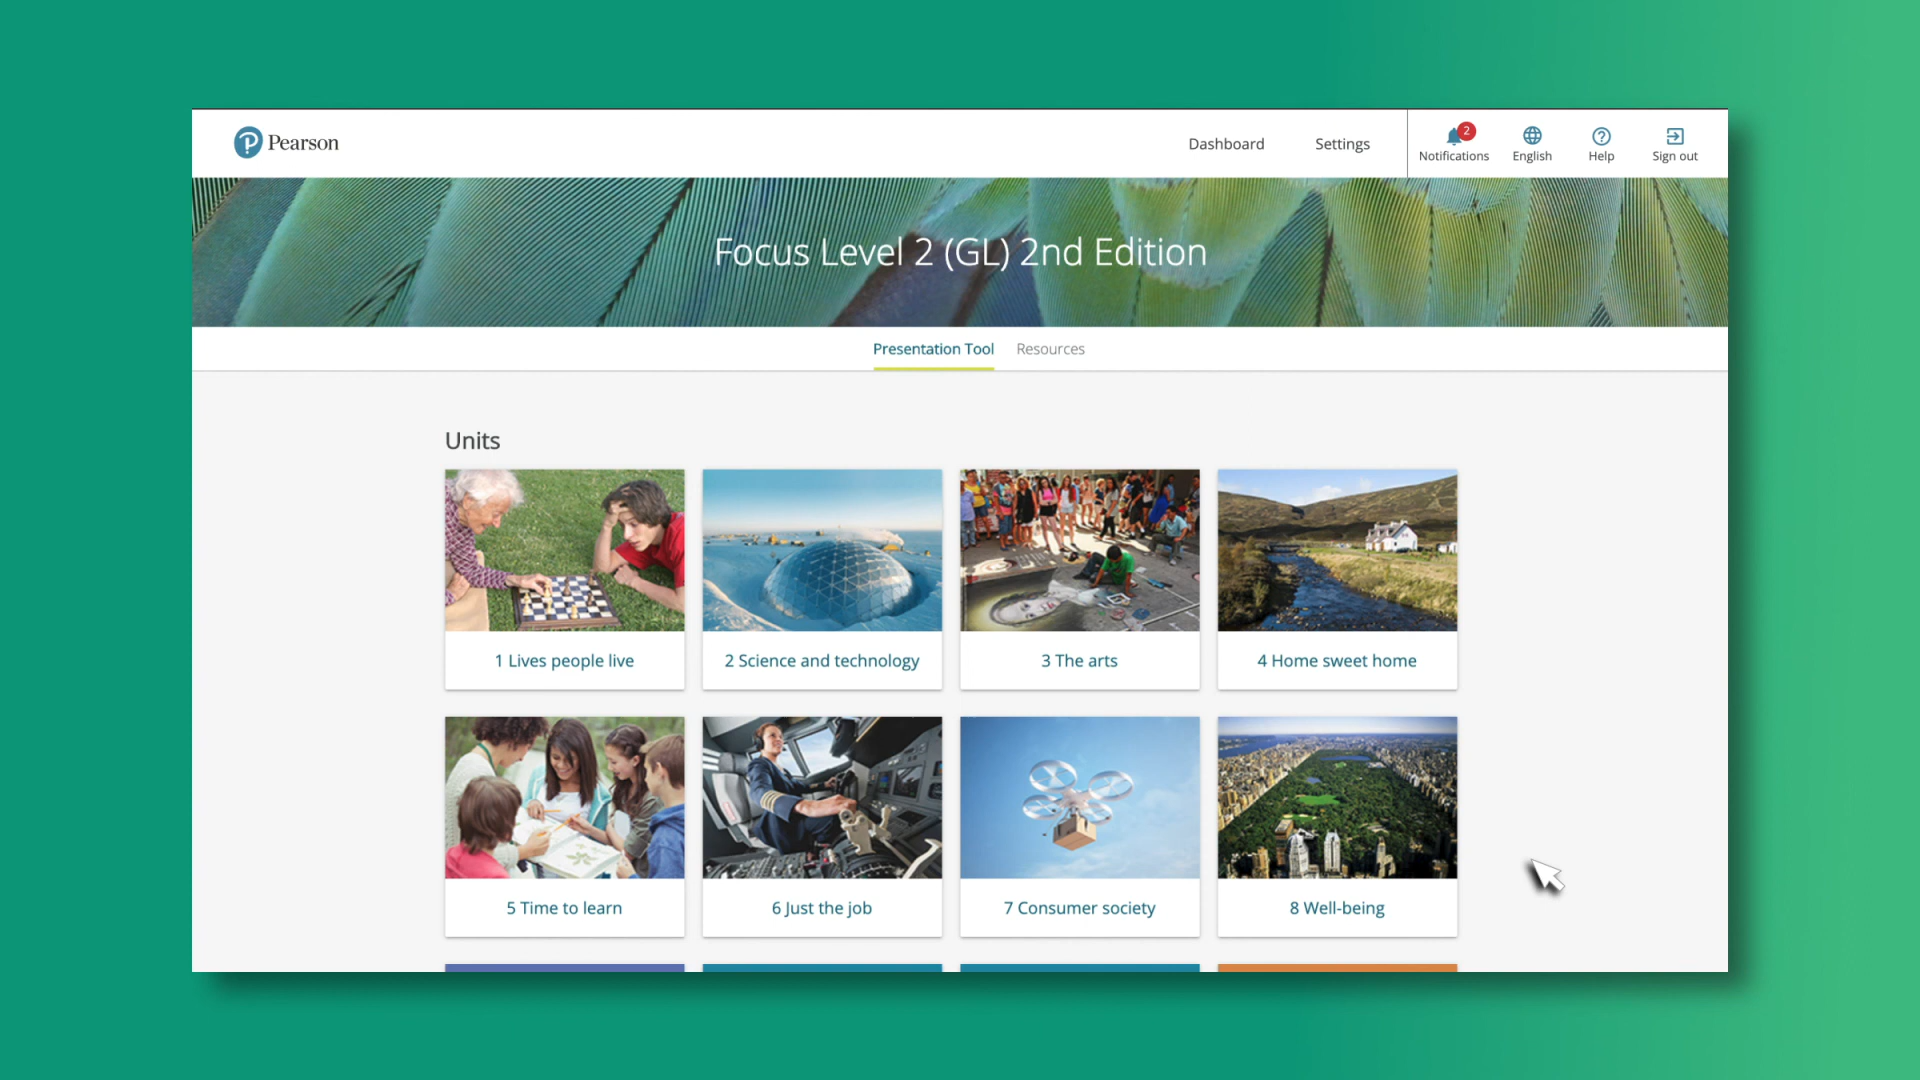 Pearson
Dashboard
Settings
2
Notifications
English
Help
Sign out
Focus Level 2 (GL) 2nd Edition
Presentation Tool
Resources
Units
1 Lives people live
2 Science and technology
3 The arts
4 Home sweet home
5 Time to learn
6 Just the job
7 Consumer society
8 Well-being